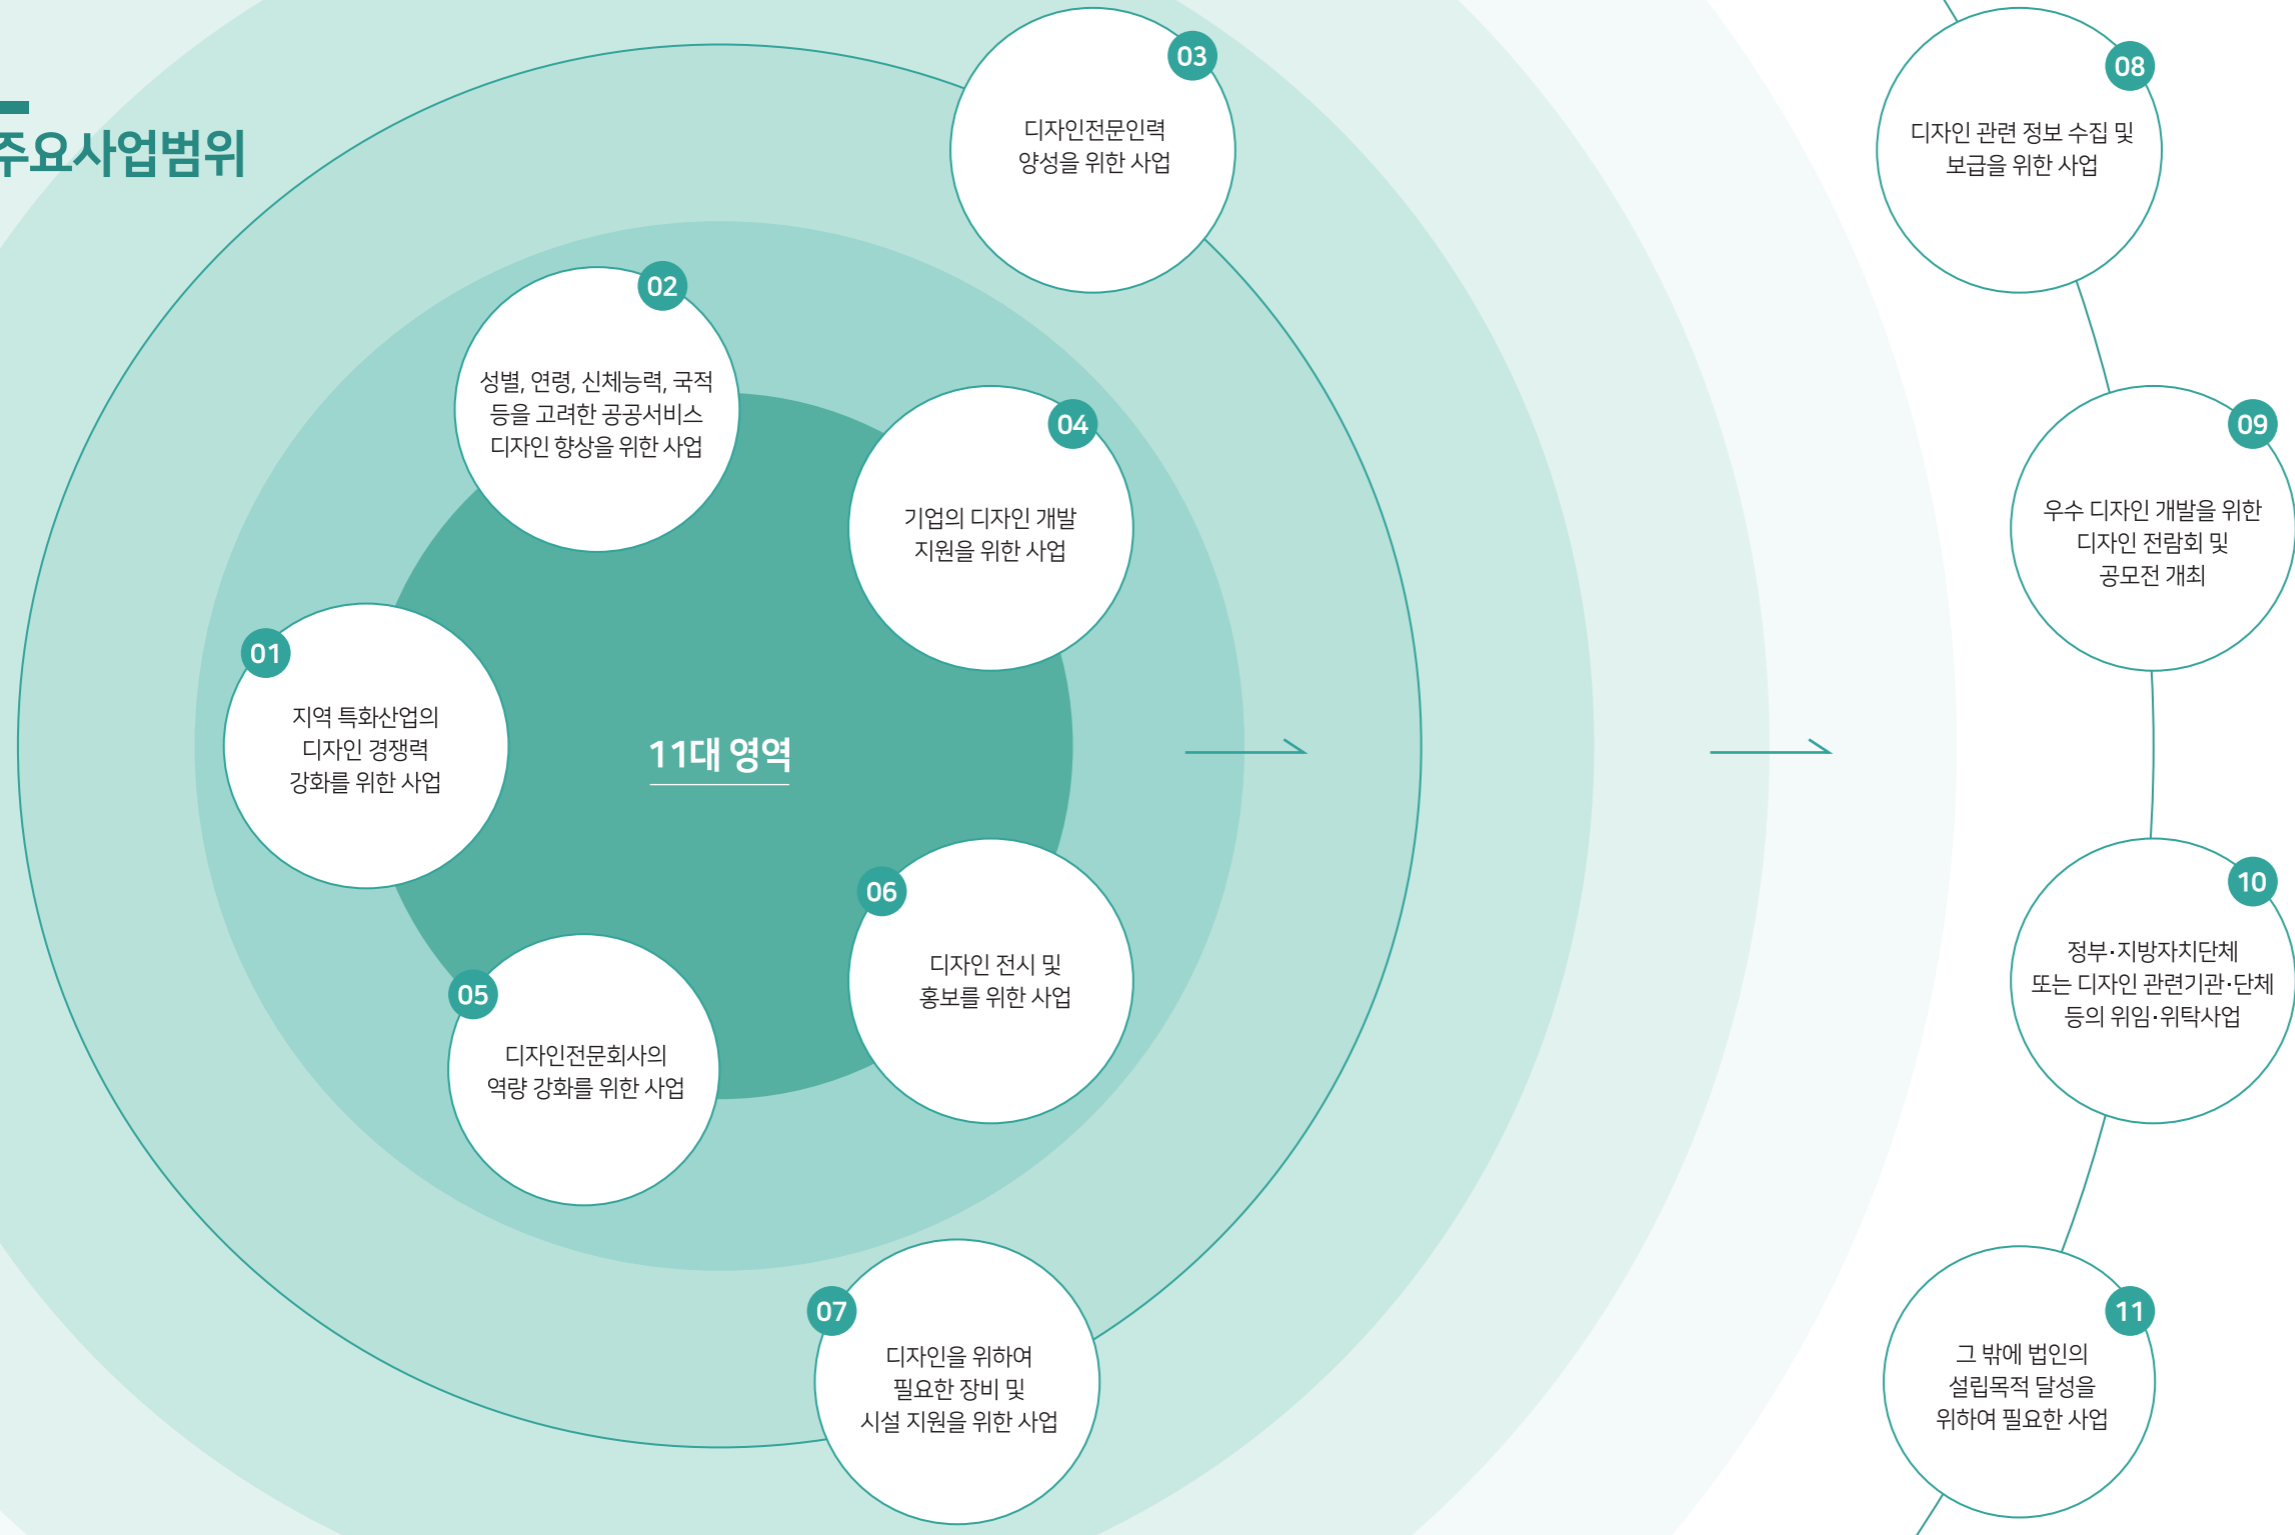 주요사업범위
11대 영역
01
지역 특화산업의
디자인 경쟁력
강화를 위한 사업
02
성별, 연령, 신체능력, 국적
등을 고려한 공공서비스
디자인 향상을 위한 사업
03
디자인전문인력
양성을 위한 사업
04
기업의 디자인 개발
지원을 위한 사업
05
디자인전문회사의
역량 강화를 위한 사업
06
디자인 전시 및
홍보를 위한 사업
07
디자인을 위하여
필요한 장비 및
시설 지원을 위한 사업
08
디자인 관련 정보 수집 및
보급을 위한 사업
09
우수 디자인 개발을 위한
디자인 전람회 및
공모전 개최
10
정부·지방자치단체
또는 디자인 관련기관·단체
등의 위임·위탁사업
11
그 밖에 법인의
설립목적 달성을
위하여 필요한 사업